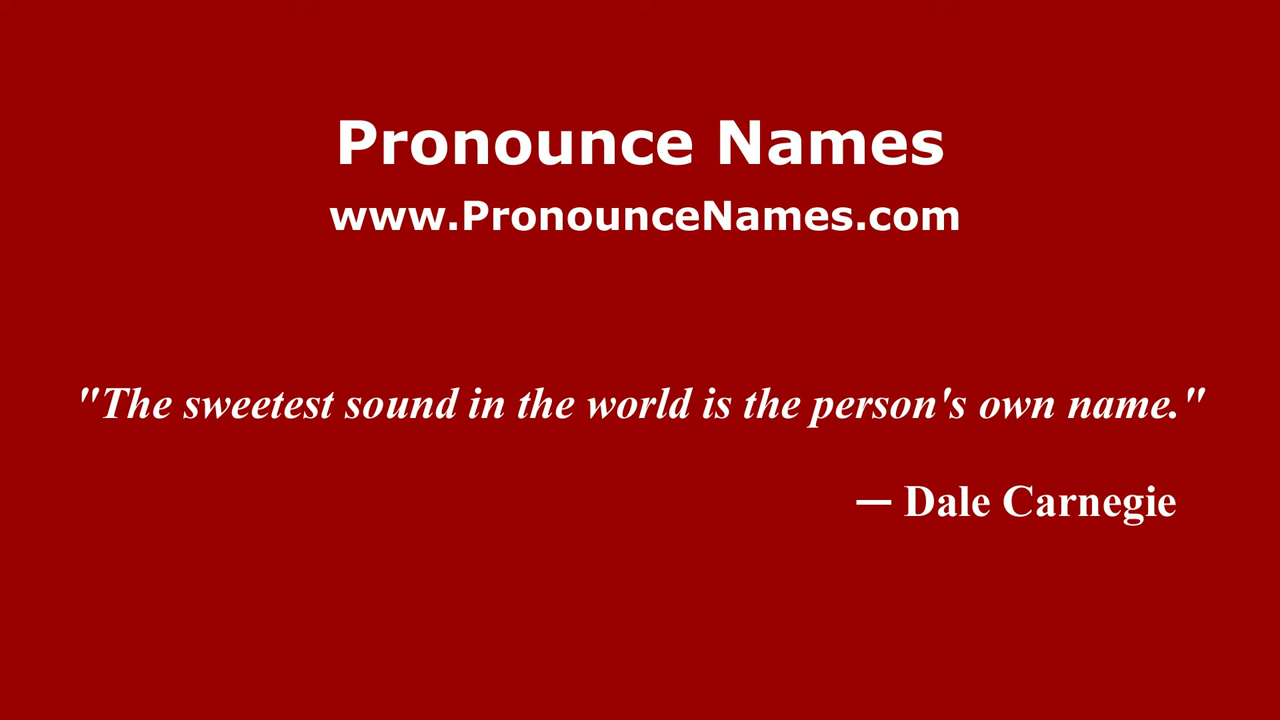 Pronounce Names
www.PronounceNames.com
"The sweetest sound in the world is the person's own name."
— Dale Carnegie